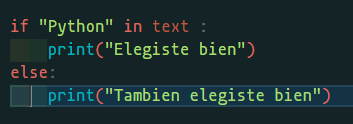 if "Python" in text :
    print("Elegiste bien")
else:
    print("Tambien elegiste bien")